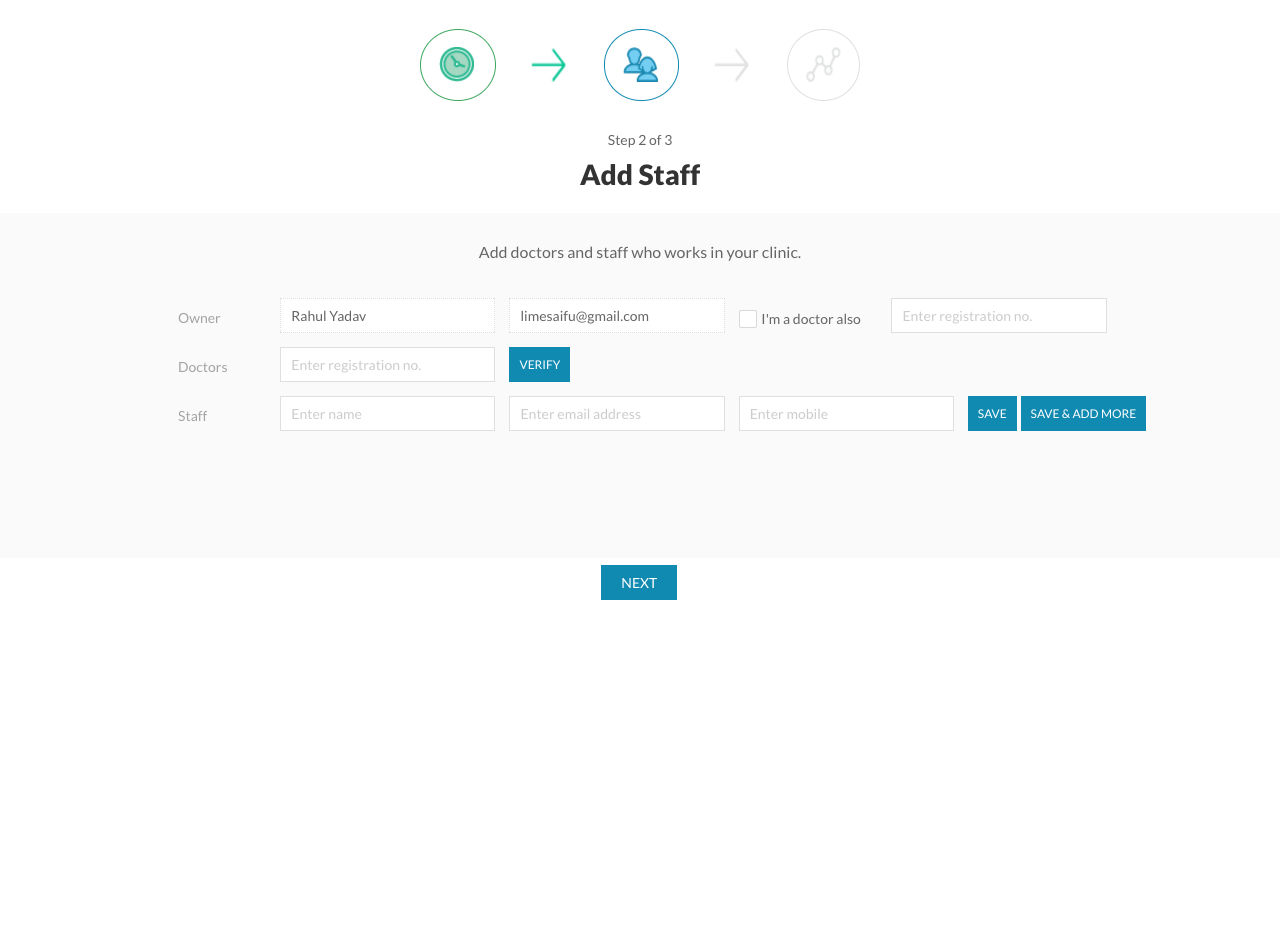 Step 2 of 3
Add Staff
Add doctors and staff who works in your clinic.
Owner Rahul Yadav limesaifu@gmail.com I'm a doctor also Enter registration no.
Doctors Enter registration no. VERIFY
Staff Enter name Enter email address Enter mobile SAVE SAVE & ADD MORE
NEXT